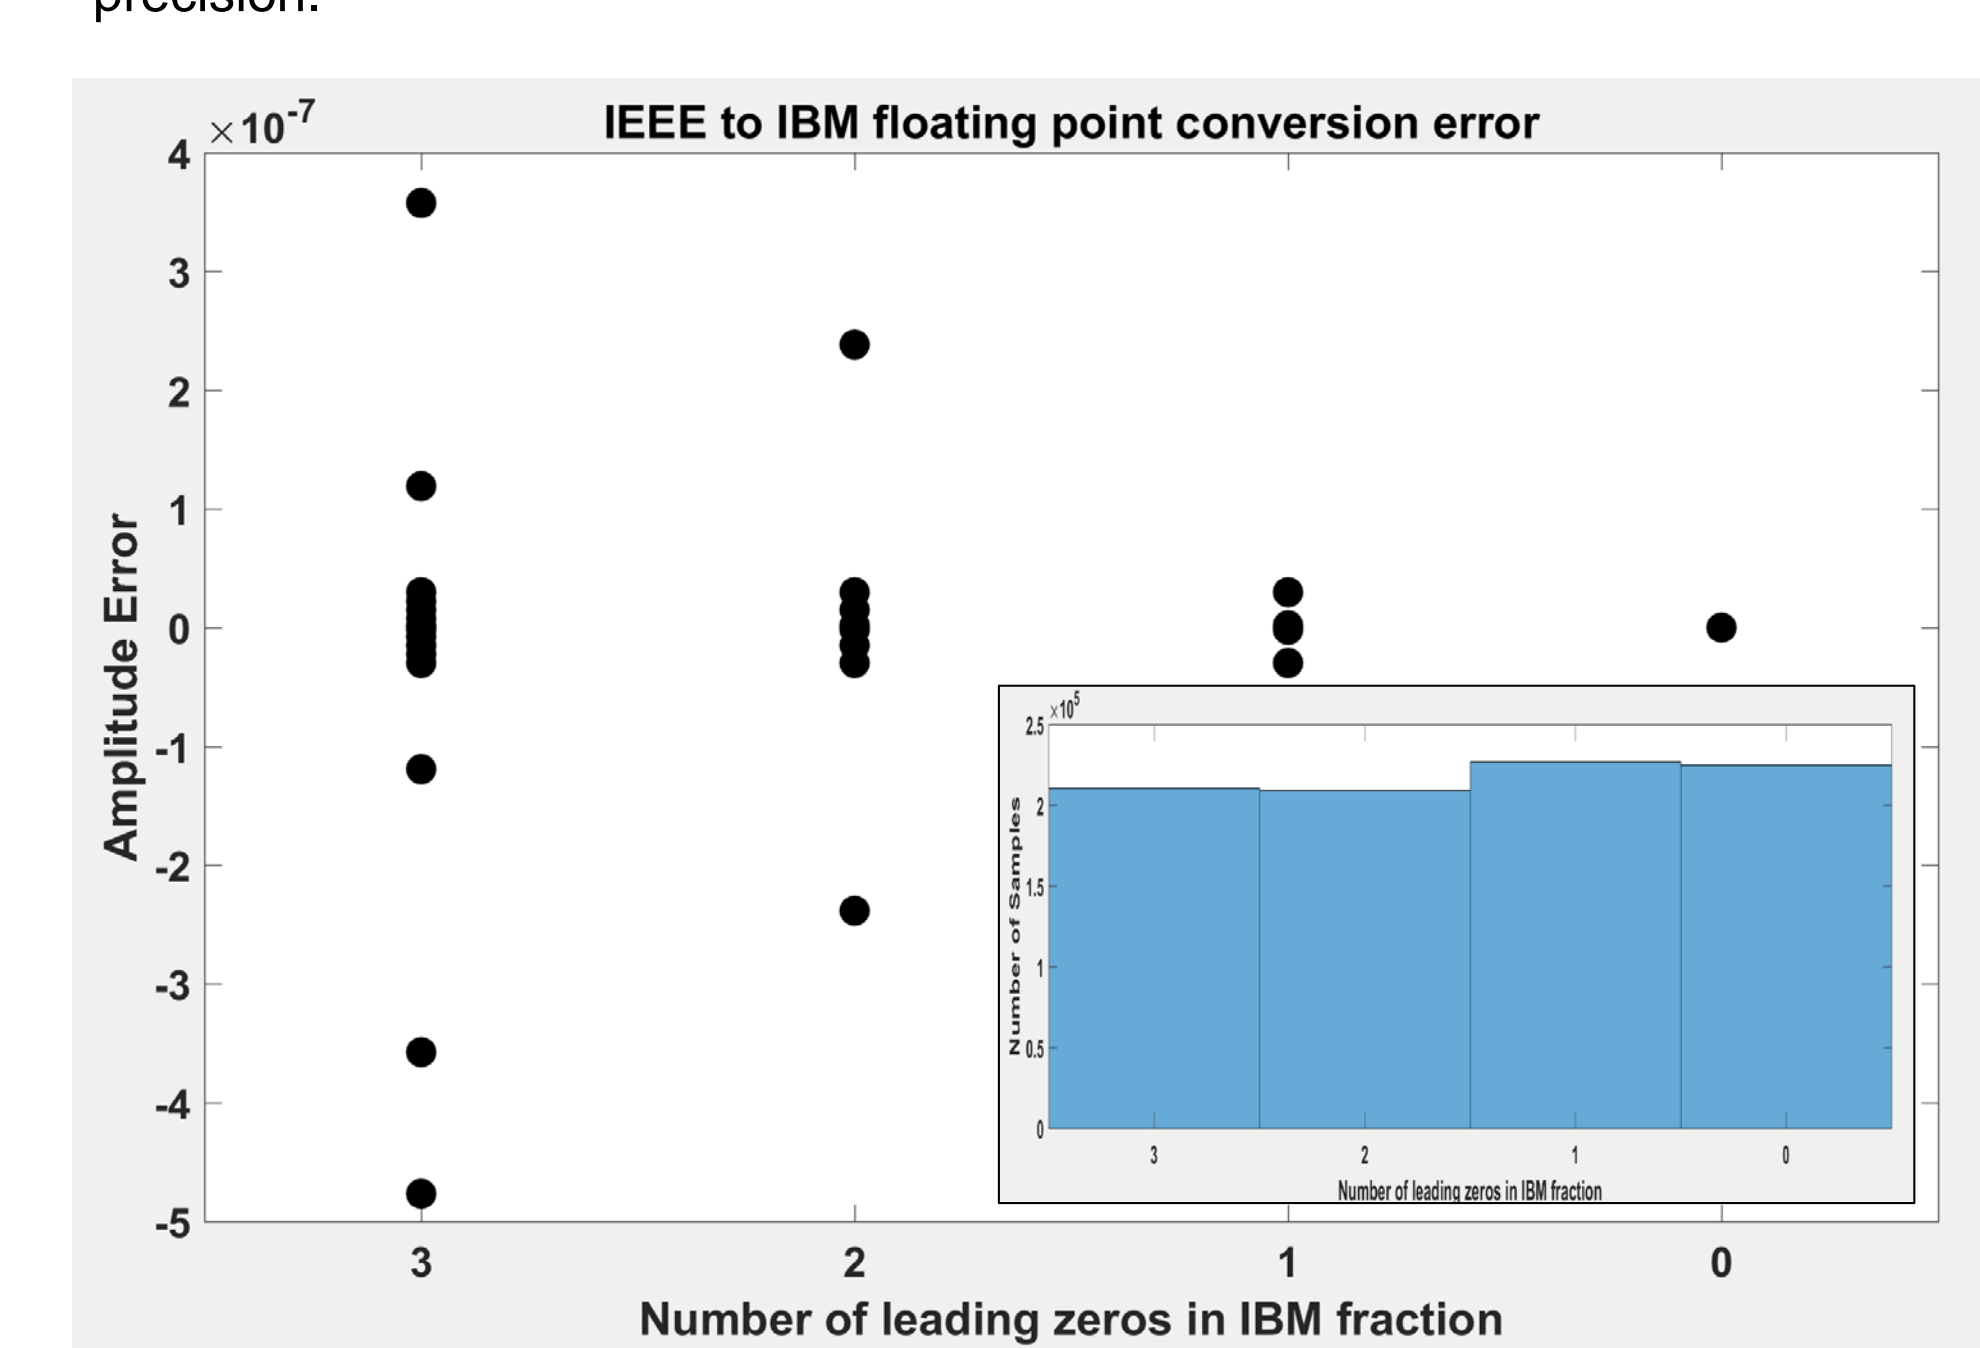 precision.
×10-7
IEEE to IBM floating point conversion error
4
3
2
1
0
-1
-2
-3
-4
-5
Amplitude Error
3 2 1 0
Number of leading zeros in IBM fraction
×105
2.5
2
1.5
1
0.5
0
Number of Samples
3 2 1 0
Number of leading zeros in IBM fraction